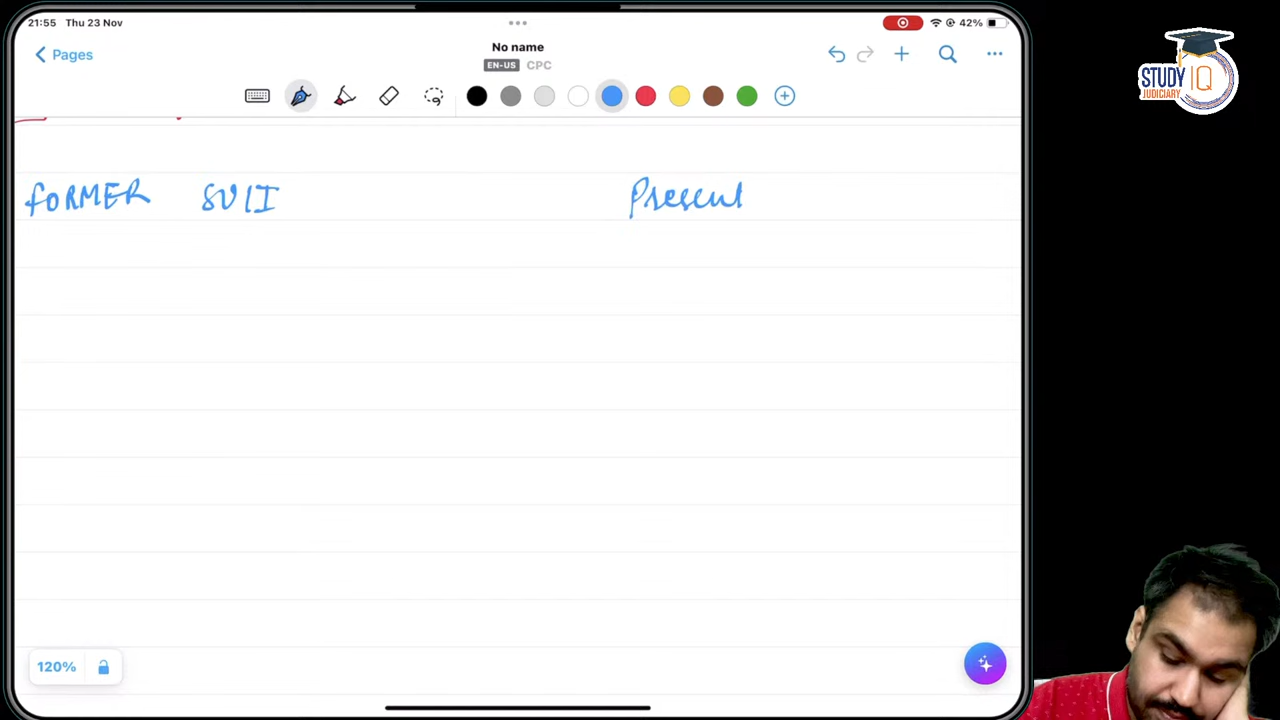 21:55 Thu 23 Nov
42%
Pages
No name
EN-US CPC
FORMER SUIT Present
120%
STUDY IQ
JUDICIARY